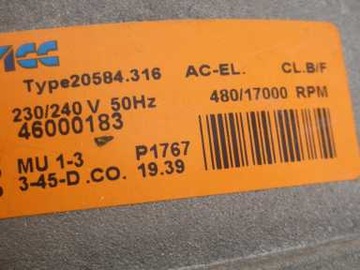 ACC
Type20584.316 AC-EL. CL.B/F
230/240 V 50Hz 480/17000 RPM
46000183
MU 1-3 P1767
3-45-D .CO. 19.39